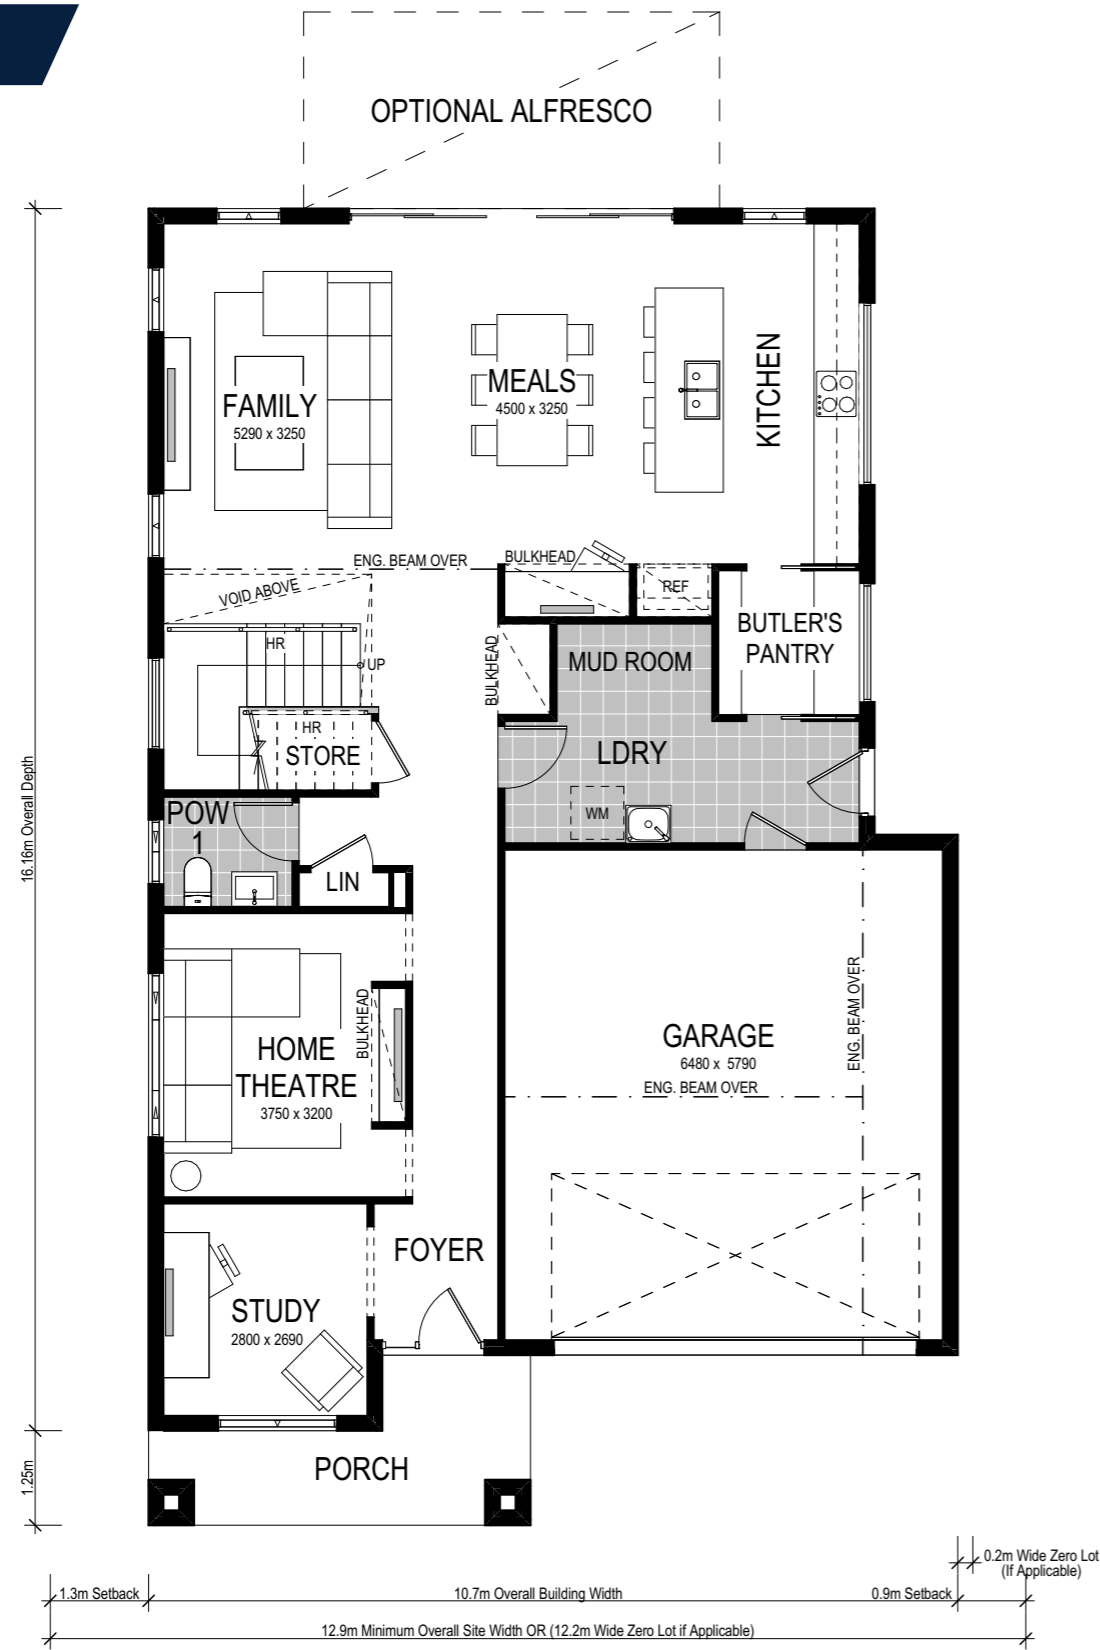 OPTIONAL ALFRESCO
FAMILY
5290 x 3250
MEALS
4500 x 3250
KITCHEN
ENG. BEAM OVER
BULKHEAD
VOID ABOVE
REF
HR
UP
BULKHEAD
MUD ROOM
BUTLER'S
PANTRY
HR
STORE
LDRY
WM
POW
1
LIN
16.16m Overall Depth
HOME
THEATRE
3750 x 3200
BULKHEAD
GARAGE
6480 x 5790
ENG. BEAM OVER
ENG. BEAM OVER
FOYER
STUDY
2800 x 2690
PORCH
1.25m
0.2m Wide Zero Lot
(If Applicable)
1.3m Setback
10.7m Overall Building Width
0.9m Setback
12.9m Minimum Overall Site Width OR (12.2m Wide Zero Lot if Applicable)